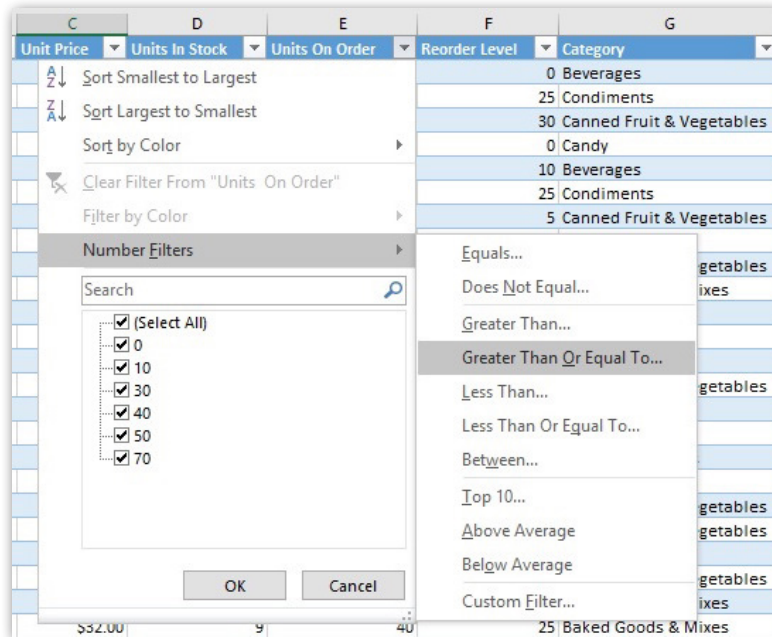 C D E F G
Unit Price Units In Stock Units On Order Reorder Level Category
0 Beverages
25 Condiments
30 Canned Fruit & Vegetables
0 Candy
10 Beverages
25 Condiments
5 Canned Fruit & Vegetables
Sort Smallest to Largest
Sort Largest to Smallest
Sort by Color
Clear Filter From "Units On Order"
Filter by Color
Number Filters
Search
(Select All)
0
10
30
40
50
70
OK Cancel
Equals...
Does Not Equal...
Greater Than...
Greater Than Or Equal To...
Less Than...
Less Than Or Equal To...
Between...
Top 10...
Above Average
Below Average
Custom Filter...
getables
ixes
getables
egetables
egetables
egetables
ixes
$32.00 9 40 25 Baked Goods & Mixes